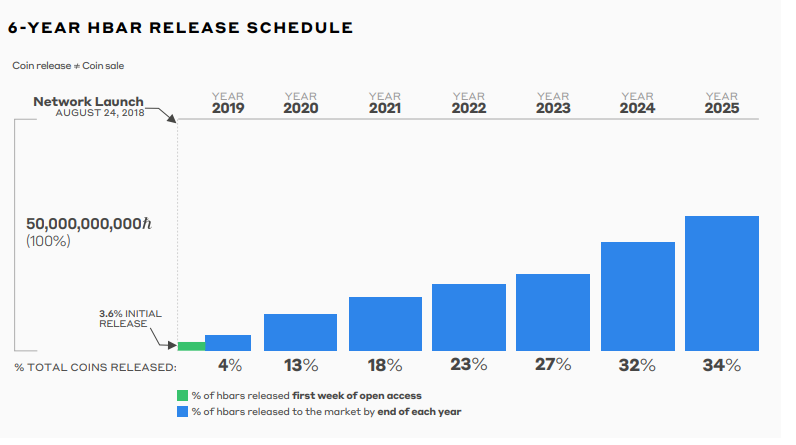 6-YEAR HBAR RELEASE SCHEDULE
Coin release ≠ Coin sale
Network Launch
AUGUST 24, 2018
YEAR 2019
YEAR 2020
YEAR 2021
YEAR 2022
YEAR 2023
YEAR 2024
YEAR 2025
50,000,000,000ℏ
(100%)
3.6% INITIAL
RELEASE
% TOTAL COINS RELEASED: 4% 13% 18% 23% 27% 32% 34%
% of hbars released first week of open access
% of hbars released to the market by end of each year